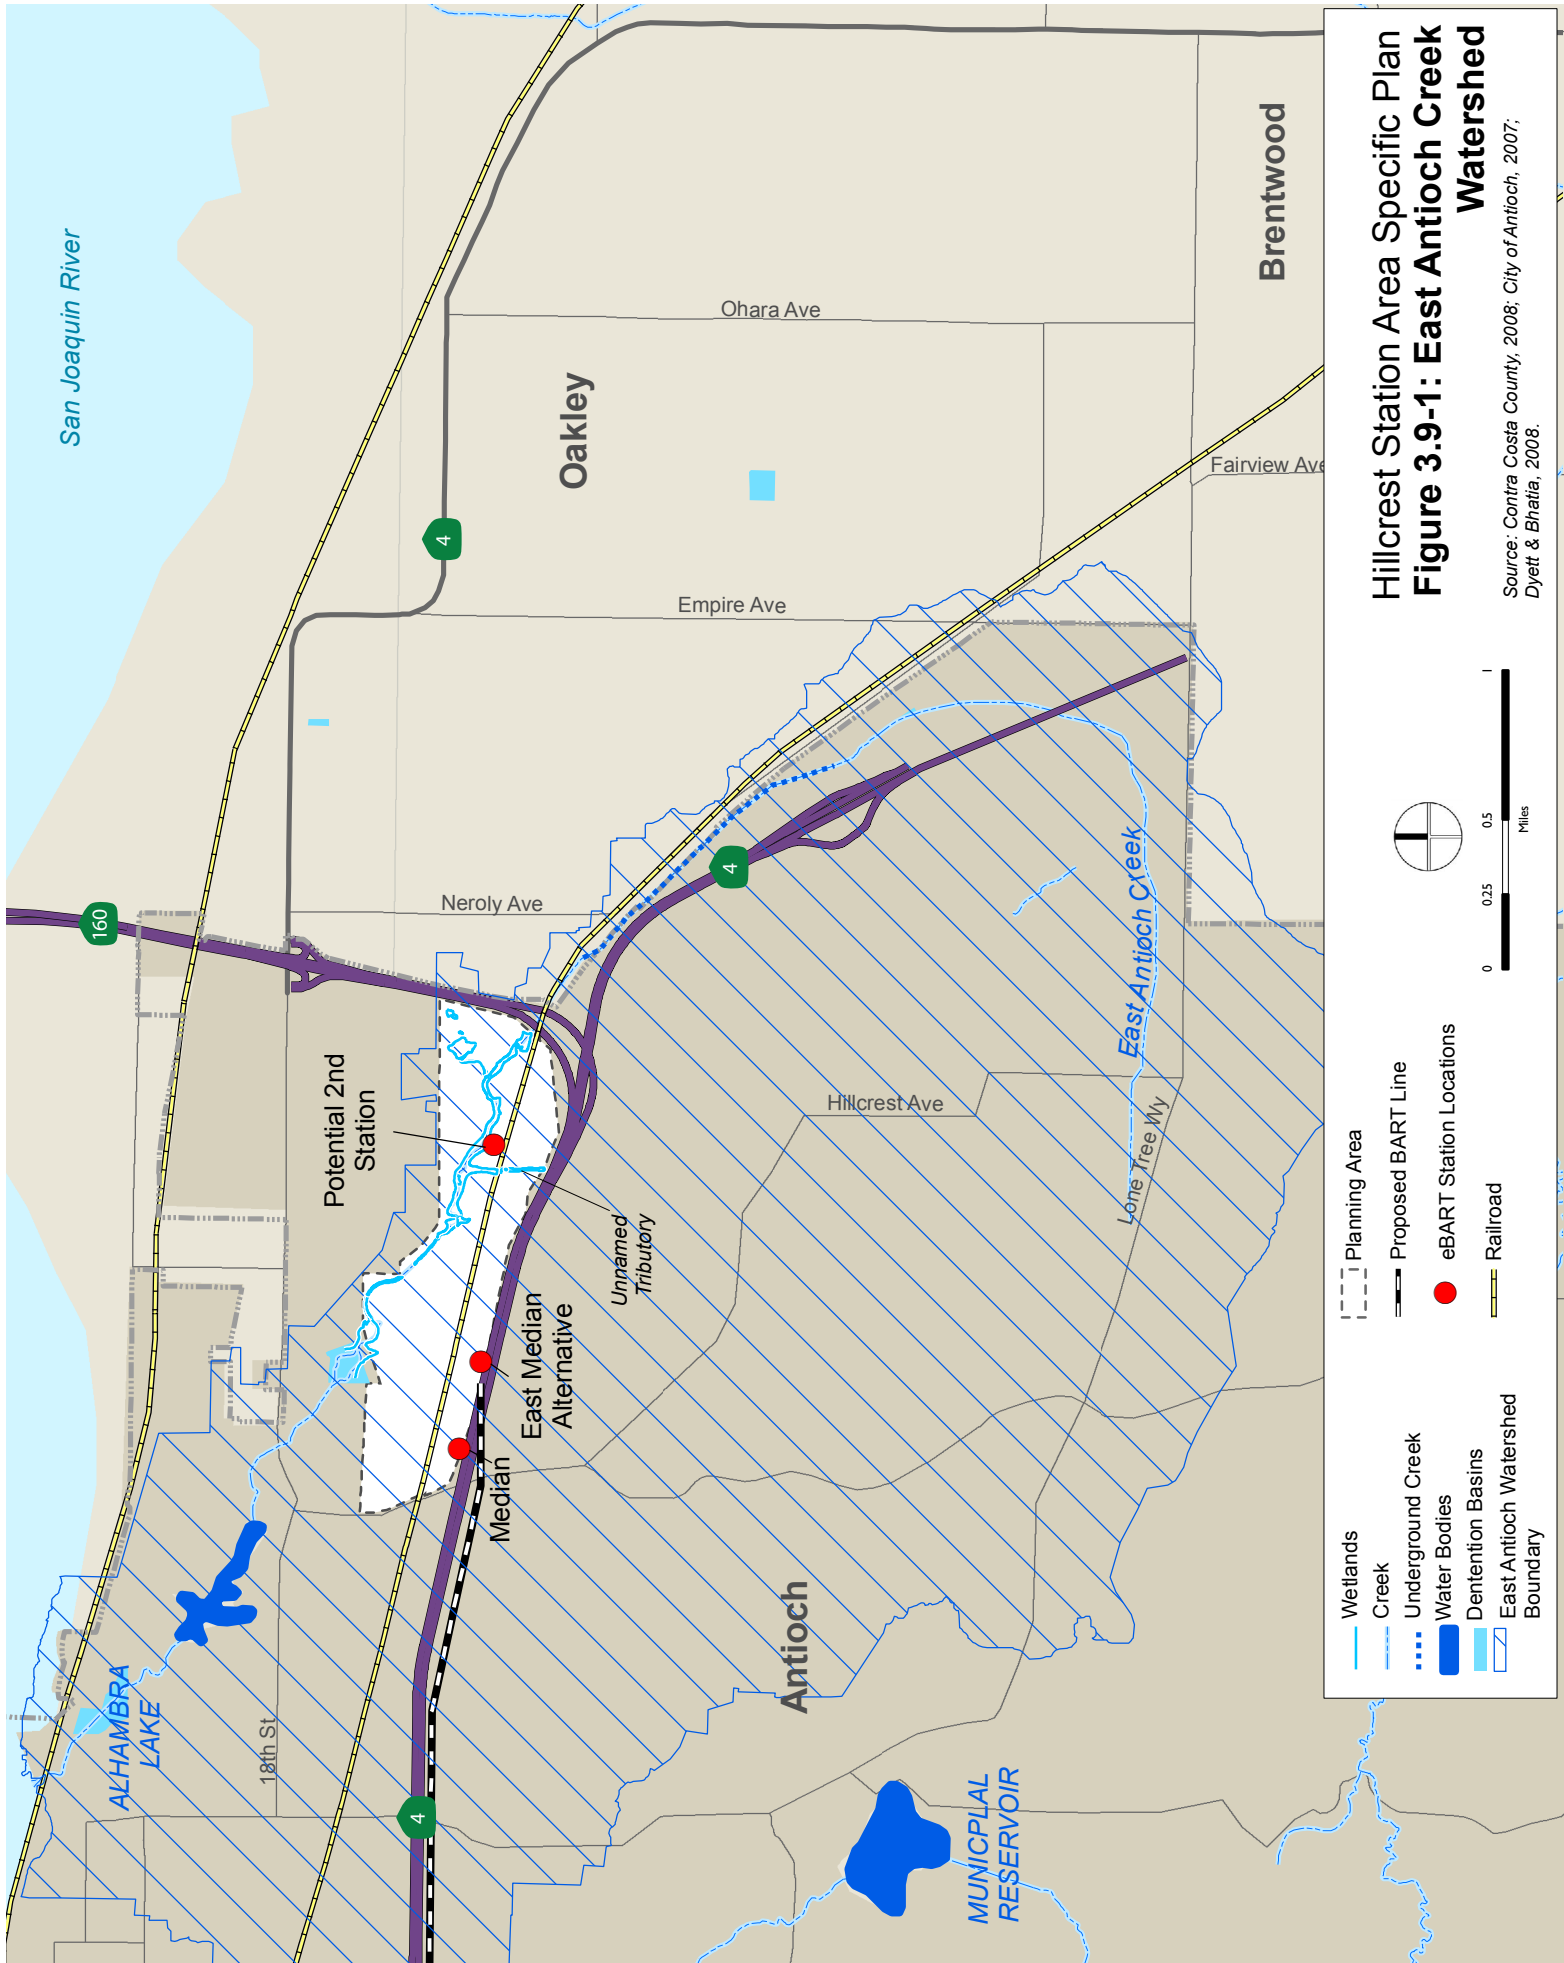 San Joaquin River
160
Potential 2nd
Station
Oakley
4
Ohara Ave
Empire Ave
Neroly Ave
Brentwood
Fairview Ave
4
East Antioch Creek
Hillcrest Ave
Lone Tree Wy
Unnamed
Tributory
East Median
Alternative
Median
ALHAMBRA
LAKE
18th St
4
Antioch
MUNICPLAL
RESERVOIR
Wetlands
Creek
Underground Creek
Water Bodies
Dentention Basins
East Antioch Watershed
Boundary
Planning Area
Proposed BART Line
eBART Station Locations
Railroad
0
0.25
0.5
1
Miles
Hillcrest Station Area Specific Plan
Figure 3.9-1: East Antioch Creek
Watershed
Source: Contra Costa County, 2008; City of Antioch, 2007;
Dyett & Bhatia, 2008.